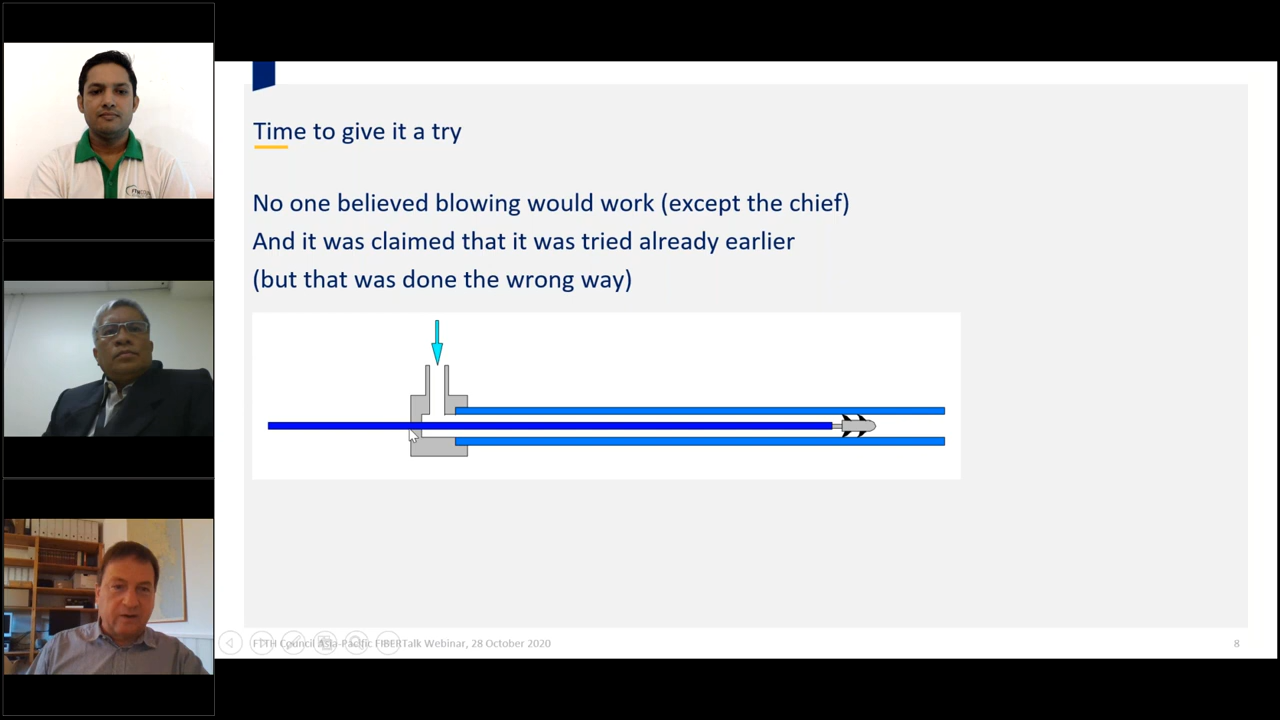 Time to give it a try
No one believed blowing would work (except the chief)
And it was claimed that it was tried already earlier
(but that was done the wrong way)
FTTH Council Asia-Pacific FIBERTalk Webinar, 28 October 2020
8